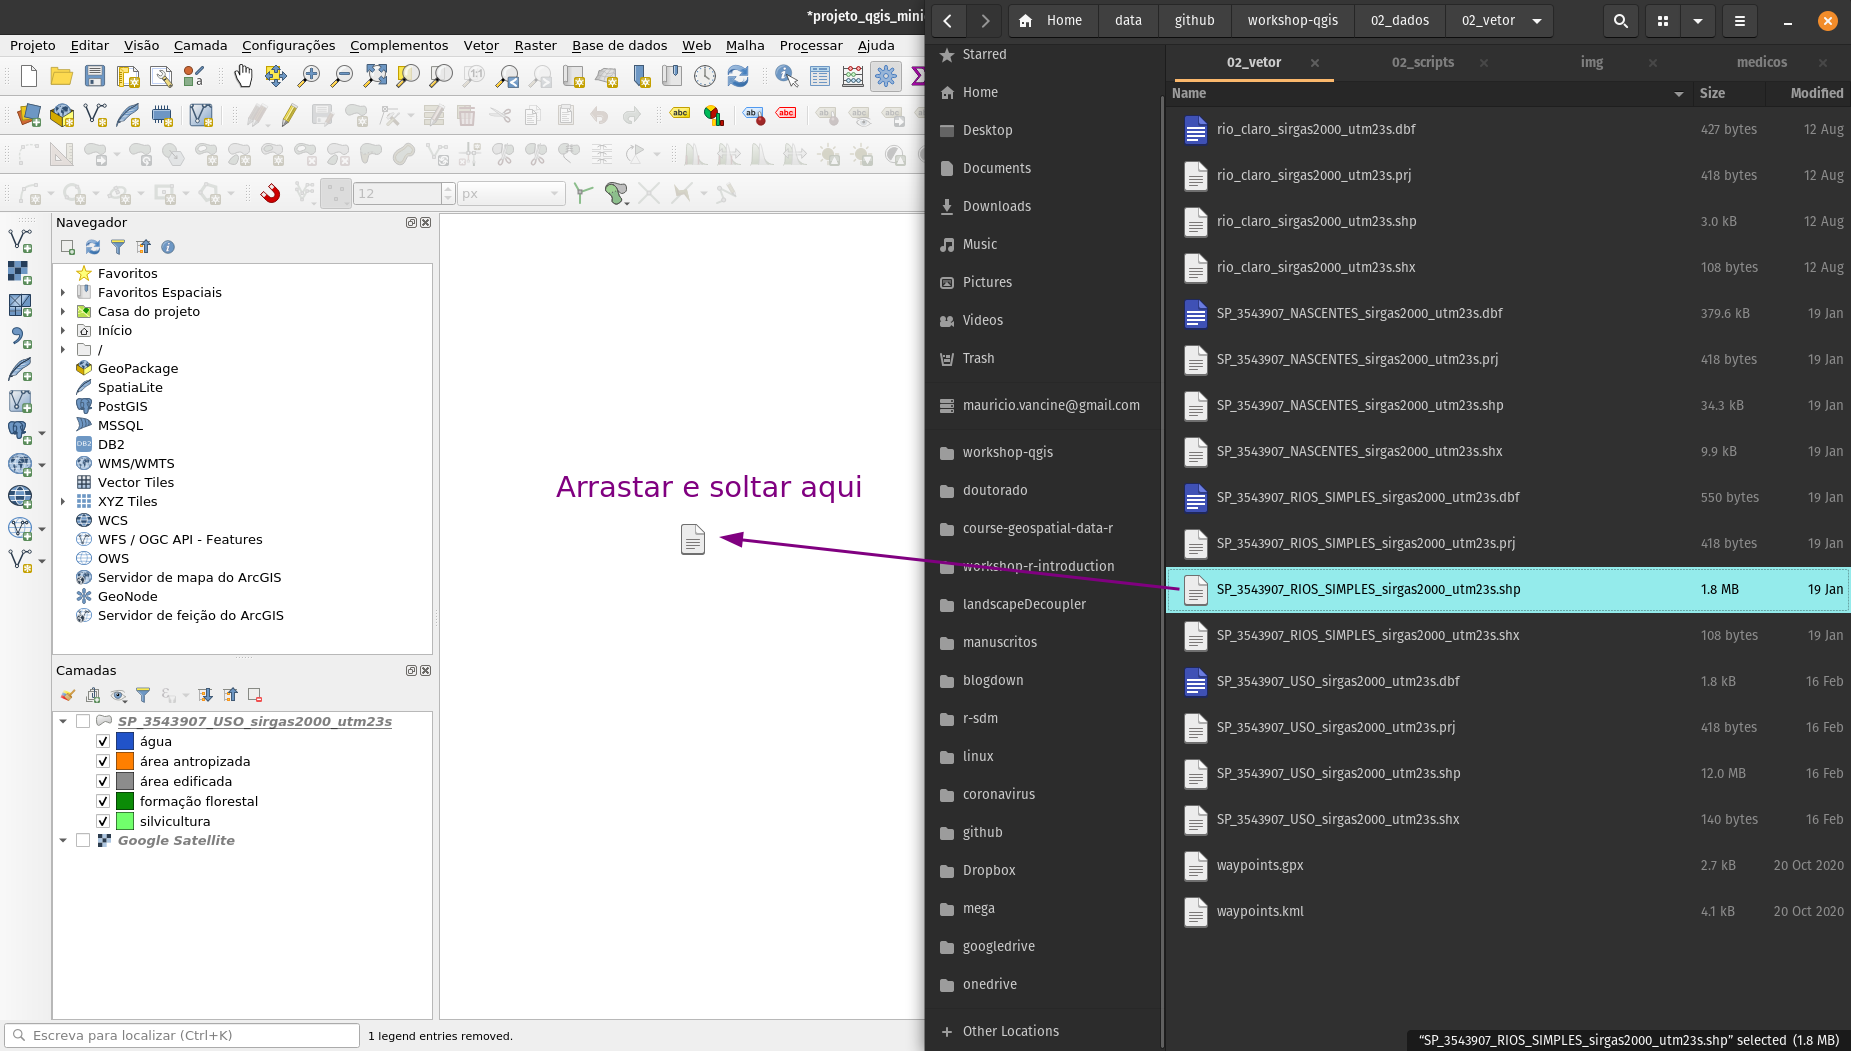 *projeto_qgis_mini
Projeto Editar Visão Camada Configurações Complementos Vetor Raster Base de dados Web Malha Processar Ajuda
12 px
Navegador
Favoritos
Favoritos Espaciais
Casa do projeto
Início
/
GeoPackage
SpatiaLite
PostGIS
MSSQL
DB2
WMS/WMTS
Vector Tiles
XYZ Tiles
WCS
WFS / OGC API - Features
OWS
Servidor de mapa do ArcGIS
GeoNode
Servidor de feição do ArcGIS
Camadas
SP_3543907_USO_sirgas2000_utm23s
água
área antropizada
área edificada
formação florestal
silvicultura
Google Satellite
Escreva para localizar (Ctrl+K) 1 legend entries removed.
Arrastar e soltar aqui
Home data github workshop-qgis 02_dados 02_vetor
Starred
Home
Desktop
Documents
Downloads
Music
Pictures
Videos
Trash
mauricio.vancine@gmail.com
workshop-qgis
doutorado
course-geospatial-data-r
workshop-r-introduction
landscapeDecoupler
manuscritos
blogdown
r-sdm
linux
coronavirus
github
Dropbox
mega
googledrive
onedrive
Other Locations
02_vetor 02_scripts img medicos
Name Size Modified
rio_claro_sirgas2000_utm23s.dbf 427 bytes 12 Aug
rio_claro_sirgas2000_utm23s.prj 418 bytes 12 Aug
rio_claro_sirgas2000_utm23s.shp 3.0 kB 12 Aug
rio_claro_sirgas2000_utm23s.shx 108 bytes 12 Aug
SP_3543907_NASCENTES_sirgas2000_utm23s.dbf 379.6 kB 19 Jan
SP_3543907_NASCENTES_sirgas2000_utm23s.prj 418 bytes 19 Jan
SP_3543907_NASCENTES_sirgas2000_utm23s.shp 34.3 kB 19 Jan
SP_3543907_NASCENTES_sirgas2000_utm23s.shx 9.9 kB 19 Jan
SP_3543907_RIOS_SIMPLES_sirgas2000_utm23s.dbf 550 bytes 19 Jan
SP_3543907_RIOS_SIMPLES_sirgas2000_utm23s.prj 418 bytes 19 Jan
SP_3543907_RIOS_SIMPLES_sirgas2000_utm23s.shp 1.8 MB 19 Jan
SP_3543907_RIOS_SIMPLES_sirgas2000_utm23s.shx 108 bytes 19 Jan
SP_3543907_USO_sirgas2000_utm23s.dbf 1.8 kB 16 Feb
SP_3543907_USO_sirgas2000_utm23s.prj 418 bytes 16 Feb
SP_3543907_USO_sirgas2000_utm23s.shp 12.0 MB 16 Feb
SP_3543907_USO_sirgas2000_utm23s.shx 140 bytes 16 Feb
waypoints.gpx 2.7 kB 20 Oct 2020
waypoints.kml 4.1 kB 20 Oct 2020
“SP_3543907_RIOS_SIMPLES_sirgas2000_utm23s.shp” selected (1.8 MB)